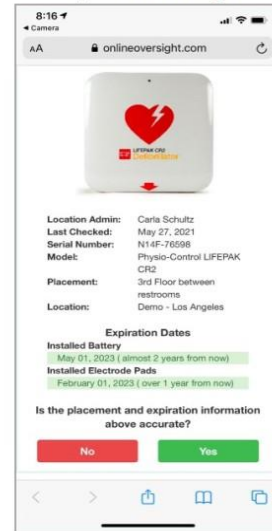 8:16
◄ Camera
AA onlineoversight.com
LIFEPAK CR2
Defibrillator
Location Admin: Carla Schultz
Last Checked: May 27, 2021
Serial Number: N14F-76598
Model: Physio-Control LIFEPAK
CR2
Placement: 3rd Floor between
restrooms
Location: Demo - Los Angeles
Expiration Dates
Installed Battery
May 01, 2023 ( almost 2 years from now)
Installed Electrode Pads
February 01, 2023 ( over 1 year from now)
Is the placement and expiration information
above accurate?
No Yes